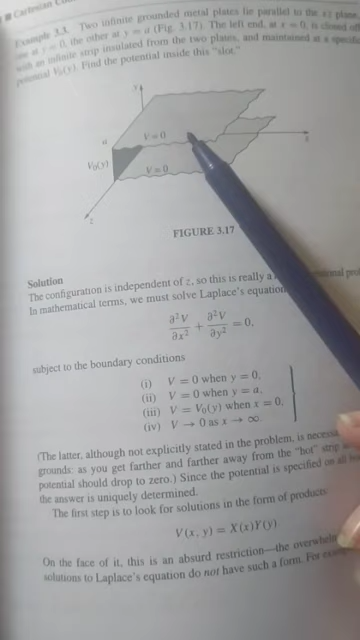 Cartesian
Example 3.3. Two infinite grounded metal plates lie parallel to the xz plane,
one at y = 0, the other at y = a (Fig. 3.17). The left end, at x = 0, is closed off
with an infinite strip insulated from the two plates, and maintained at a specific
potential V₀(y). Find the potential inside this "slot."
y
a
V=0
x
V₀(y)
V=0
z
FIGURE 3.17
Solution
The configuration is independent of z, so this is really a
In mathematical terms, we must solve Laplace's equation
∂²V/∂x² + ∂²V/∂y² = 0,
subject to the boundary conditions
(i) V = 0 when y = 0,
(ii) V = 0 when y = a,
(iii) V = V₀(y) when x = 0,
(iv) V → 0 as x → ∞.
(The latter, although not explicitly stated in the problem, is
grounds: as you get farther and farther away from the "hot" strip
potential should drop to zero.) Since the potential is specified on all
the answer is uniquely determined.
The first step is to look for solutions in the form of products:
V(x, y) = X(x)Y(y)
On the face of it, this is an absurd restriction—the
solutions to Laplace's equation do not have such a form. For